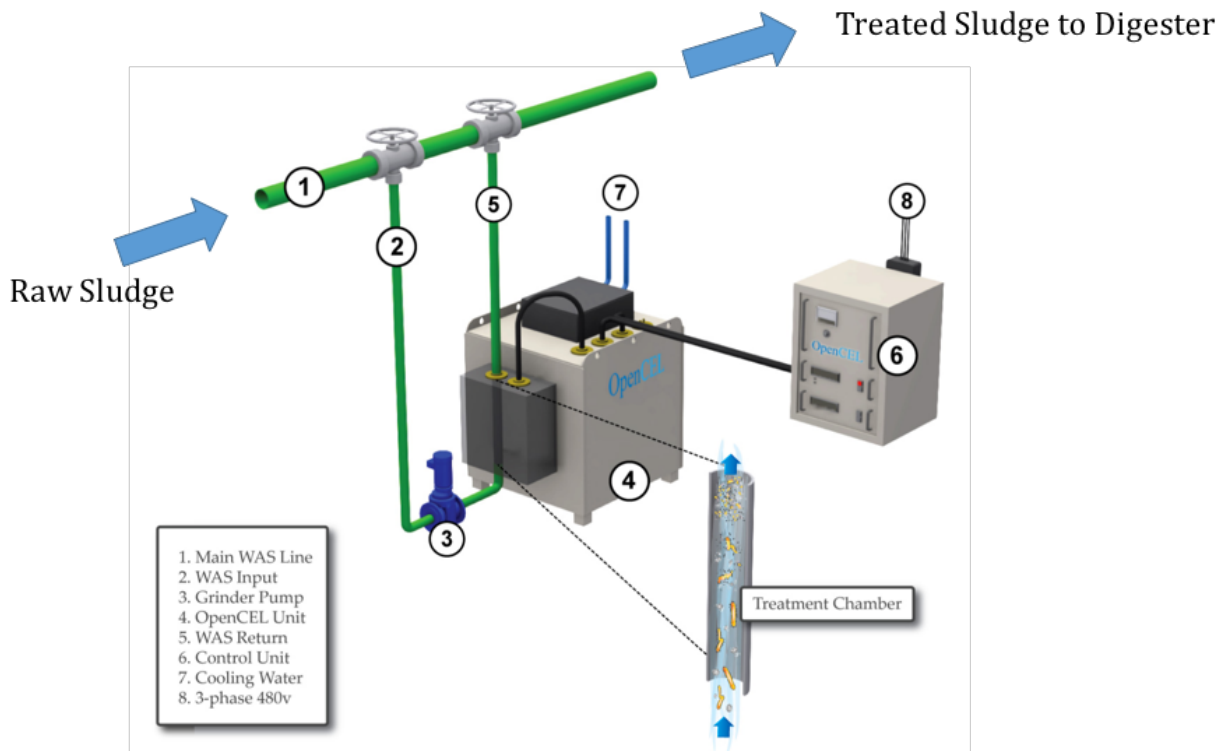 Treated Sludge to Digester
1
5
7
8
2
Raw Sludge
OpenCEL
6
OpenCEL
4
3
1. Main WAS Line
2. WAS Input
3. Grinder Pump
4. OpenCEL Unit
5. WAS Return
6. Control Unit
7. Cooling Water
8. 3-phase 480v
Treatment Chamber